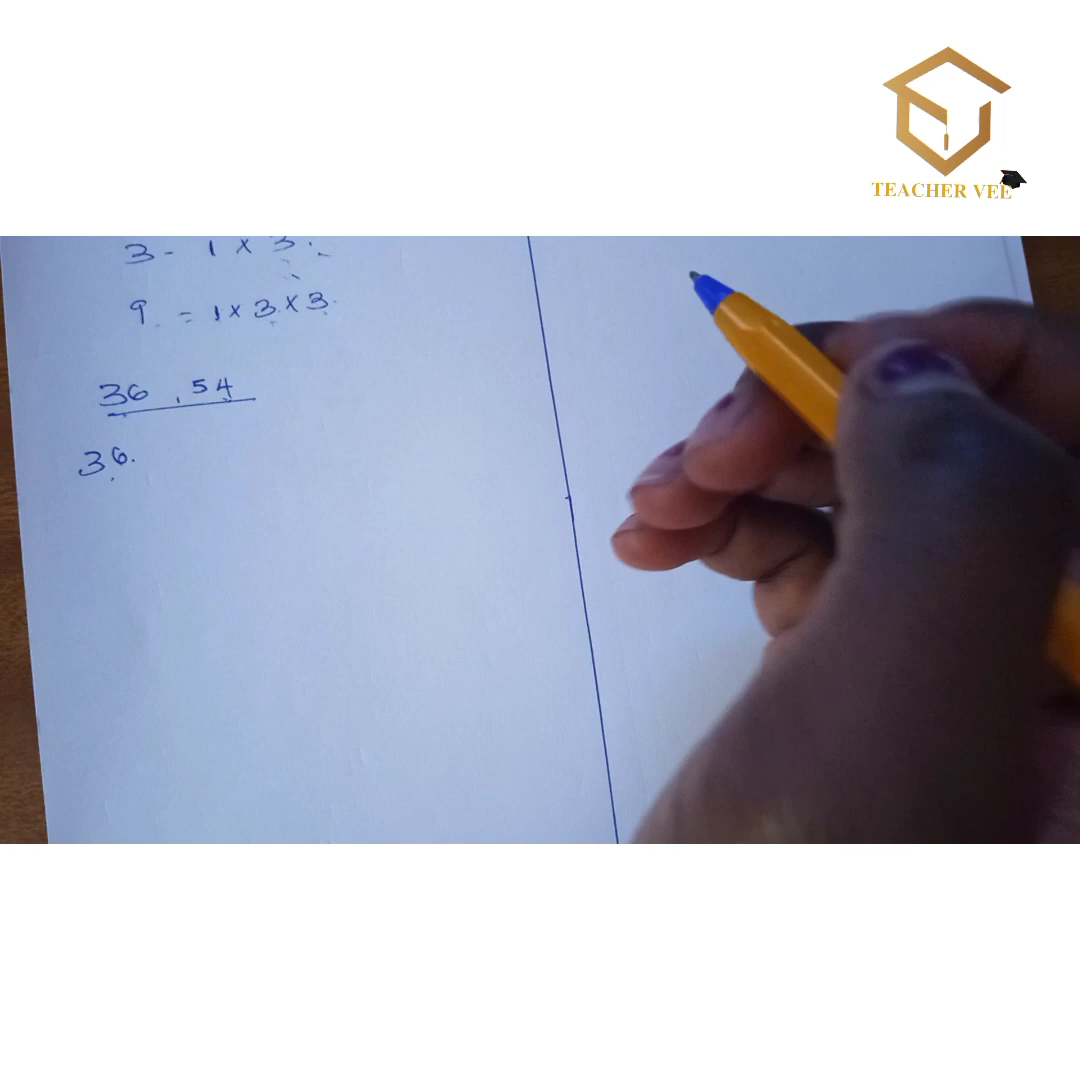 TEACHER VEE
3 - 1 x 3.
9. = 1 x 3 x 3.
36 , 54
36.